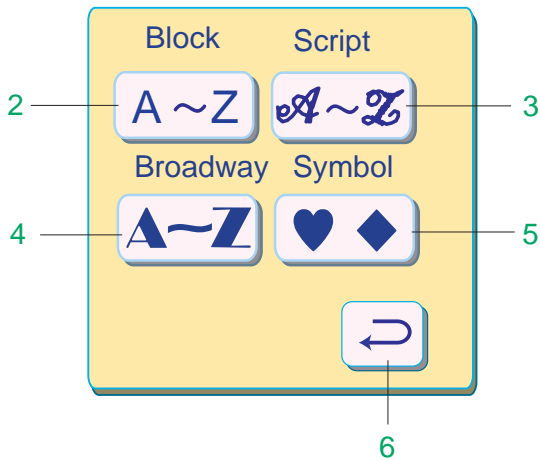 Block Script
2 A ~ Z A ~ Z 3
Broadway Symbol
4 A ~ Z ♥ ♦ 5
6